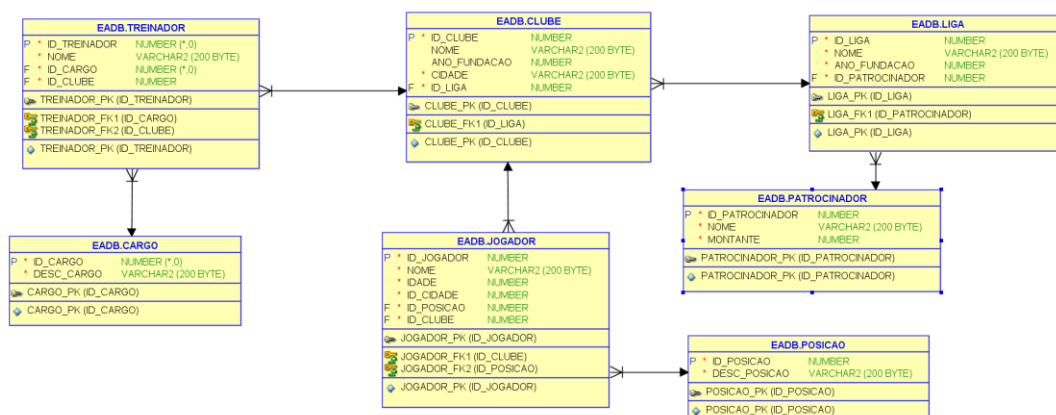 EADB.TREINADOR
P * ID_TREINADOR NUMBER (*,0)
* NOME VARCHAR2 (200 BYTE)
F * ID_CARGO NUMBER (*,0)
F * ID_CLUBE NUMBER
TREINADOR_PK (ID_TREINADOR)
TREINADOR_FK1 (ID_CARGO)
TREINADOR_FK2 (ID_CLUBE)
TREINADOR_PK (ID_TREINADOR)
EADB.CLUBE
P * ID_CLUBE NUMBER
NOME VARCHAR2 (200 BYTE)
ANO_FUNDACAO NUMBER
* CIDADE VARCHAR2 (200 BYTE)
F * ID_LIGA NUMBER
CLUBE_PK (ID_CLUBE)
CLUBE_FK1 (ID_LIGA)
CLUBE_PK (ID_CLUBE)
EADB.LIGA
P * ID_LIGA NUMBER
* NOME VARCHAR2 (200 BYTE)
* ANO_FUNDACAO NUMBER
F * ID_PATROCINADOR NUMBER
LIGA_PK (ID_LIGA)
LIGA_FK1 (ID_PATROCINADOR)
LIGA_PK (ID_LIGA)
EADB.CARGO
P * ID_CARGO NUMBER (*,0)
* DESC_CARGO VARCHAR2 (200 BYTE)
CARGO_PK (ID_CARGO)
CARGO_PK (ID_CARGO)
EADB.JOGADOR
P * ID_JOGADOR NUMBER
* NOME VARCHAR2 (200 BYTE)
* IDADE NUMBER
* ID_CIDADE NUMBER
F * ID_POSICAO NUMBER
F * ID_CLUBE NUMBER
JOGADOR_PK (ID_JOGADOR)
JOGADOR_FK1 (ID_CLUBE)
JOGADOR_FK2 (ID_POSICAO)
JOGADOR_PK (ID_JOGADOR)
EADB.PATROCINADOR
P * ID_PATROCINADOR NUMBER
* NOME VARCHAR2 (200 BYTE)
* MONTANTE NUMBER
PATROCINADOR_PK (ID_PATROCINADOR)
PATROCINADOR_PK (ID_PATROCINADOR)
EADB.POSICAO
P * ID_POSICAO NUMBER
* DESC_POSICAO VARCHAR2 (200 BYTE)
POSICAO_PK (ID_POSICAO)
POSICAO_PK (ID_POSICAO)